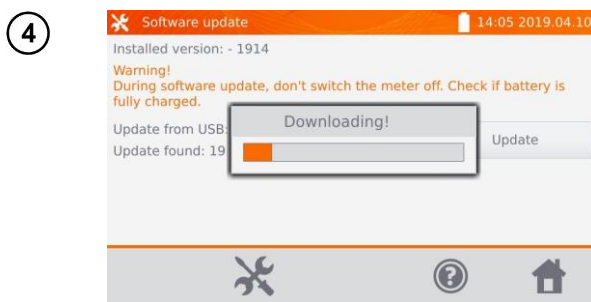 4
Software update
14:05 2019.04.10
Installed version: - 1914
Warning!
During software update, don't switch the meter off. Check if battery is
fully charged.
Downloading!
Update from USB:
Update
Update found: 19